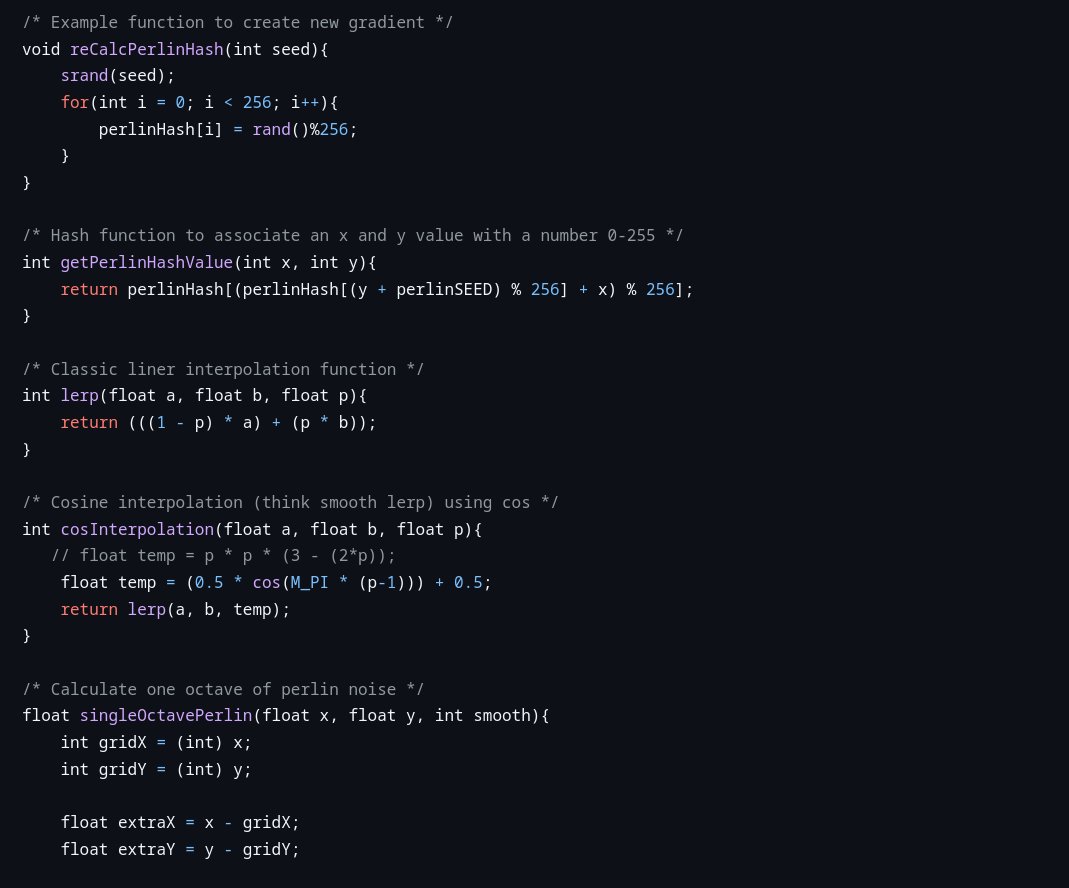 /* Example function to create new gradient */
void reCalcPerlinHash(int seed){
    srand(seed);
    for(int i = 0; i < 256; i++){
        perlinHash[i] = rand()%256;
    }
}

/* Hash function to associate an x and y value with a number 0-255 */
int getPerlinHashValue(int x, int y){
    return perlinHash[(perlinHash[(y + perlinSEED) % 256] + x) % 256];
}

/* Classic liner interpolation function */
int lerp(float a, float b, float p){
    return (((1 - p) * a) + (p * b));
}

/* Cosine interpolation (think smooth lerp) using cos */
int cosInterpolation(float a, float b, float p){
   // float temp = p * p * (3 - (2*p));
    float temp = (0.5 * cos(M_PI * (p-1))) + 0.5;
    return lerp(a, b, temp);
}

/* Calculate one octave of perlin noise */
float singleOctavePerlin(float x, float y, int smooth){
    int gridX = (int) x;
    int gridY = (int) y;

    float extraX = x - gridX;
    float extraY = y - gridY;